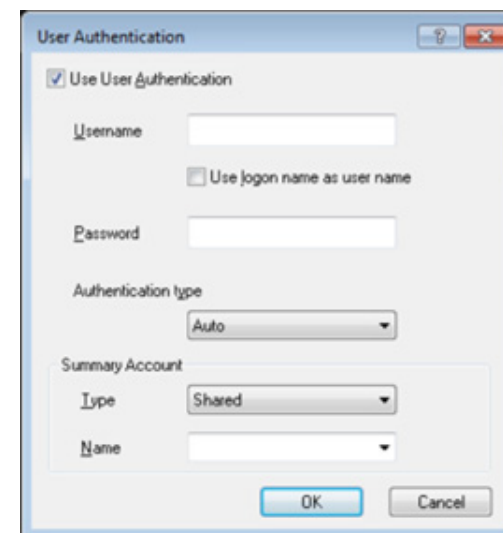 User Authentication
Use User Authentication
Username
Use logon name as user name
Password
Authentication type
Auto
Summary Account
Type
Shared
Name
OK
Cancel